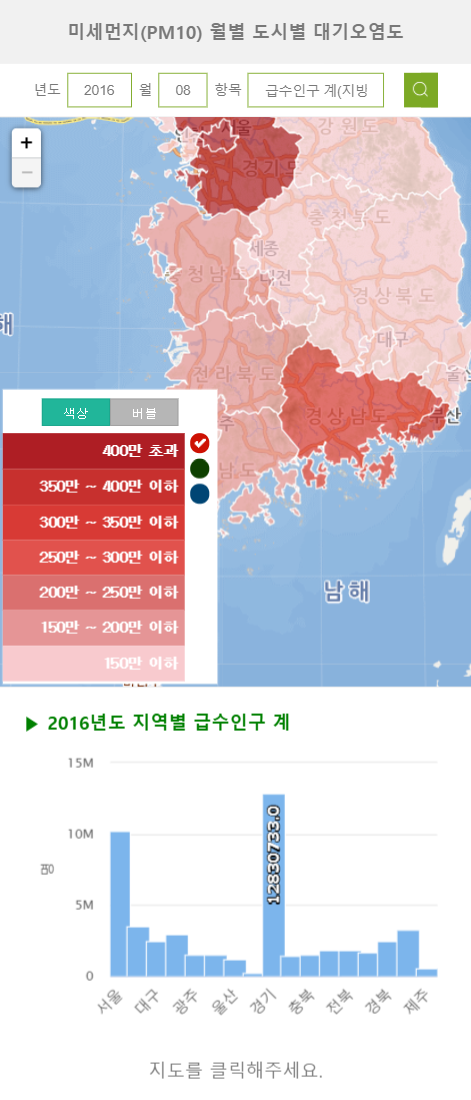 미세먼지(PM10) 월별 도시별 대기오염도
년도 2016 월 08 항목 급수인구 계(지방
+
−
서울
강원도
경기도
충청북도
세종
청남도
대전
경상북도
대구
울산
전라북도
경상남도
부산
주
남도
해
남해
색상 버블
400만 초과
350만 ~ 400만 이하
300만 ~ 350만 이하
250만 ~ 300만 이하
200만 ~ 250만 이하
150만 ~ 200만 이하
150만 이하
▶ 2016년도 지역별 급수인구 계
15M
10M
5M
0
명
12830733.0
서울 대구 광주 울산 경기 충북 전북 경북 제주
지도를 클릭해주세요.